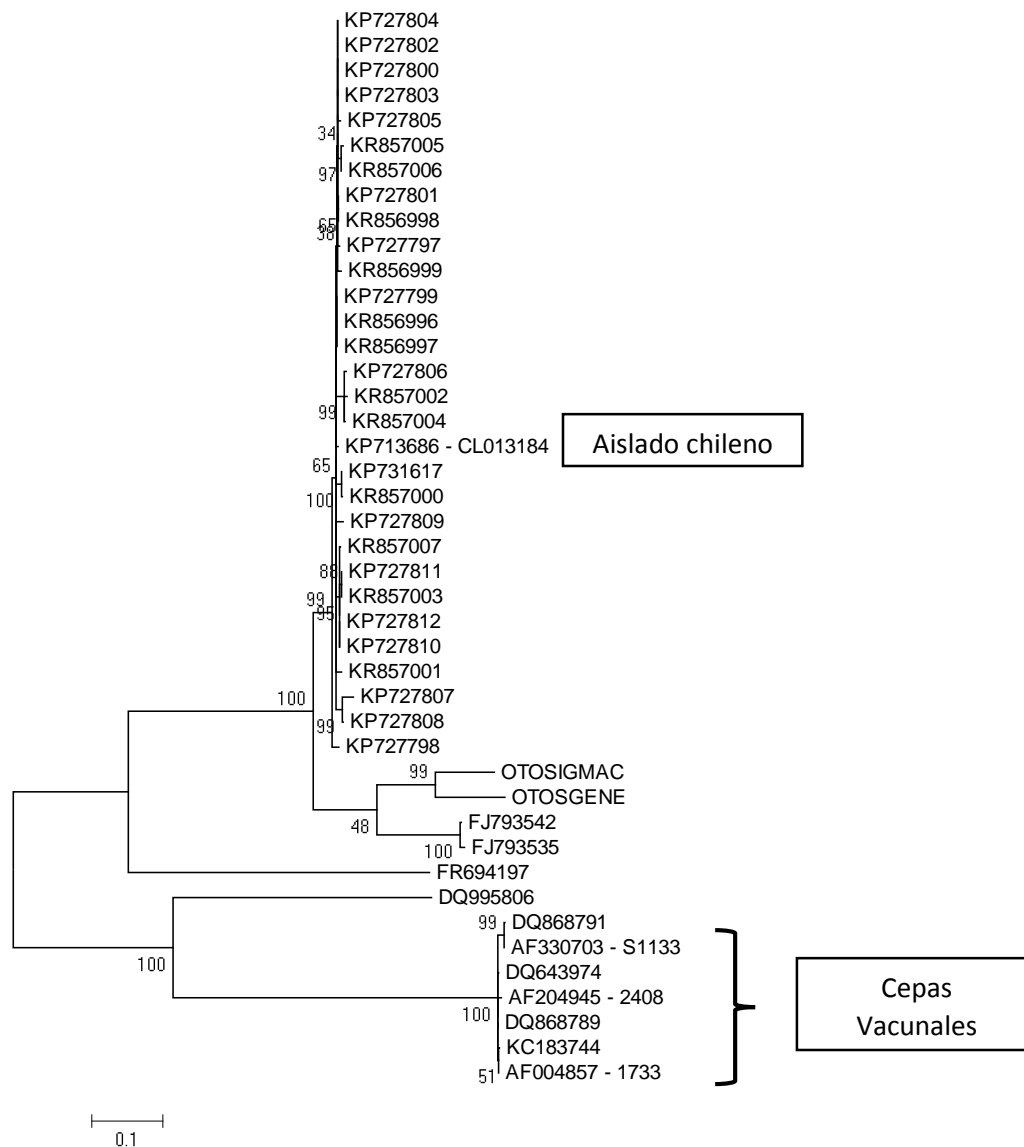 KP727804
KP727802
KP727800
KP727803
KP727805
34
KR857005
KR857006
97
KP727801
KR856998
65
38
KP727797
KR856999
KP727799
KR856996
KR856997
KP727806
KR857002
99
KR857004
KP713686 - CL013184
Aislado chileno
65
KP731617
KR857000
100
KP727809
KR857007
88
KP727811
KR857003
99
95
KP727812
KP727810
KR857001
100
KP727807
KP727808
99
KP727798
99
OTOSIGMAC
OTOSGENE
48
FJ793542
100
FJ793535
FR694197
DQ995806
99
DQ868791
AF330703 - S1133
100
DQ643974
AF204945 - 2408
100
DQ868789
KC183744
51
AF004857 - 1733
Cepas
Vacunales
0.1